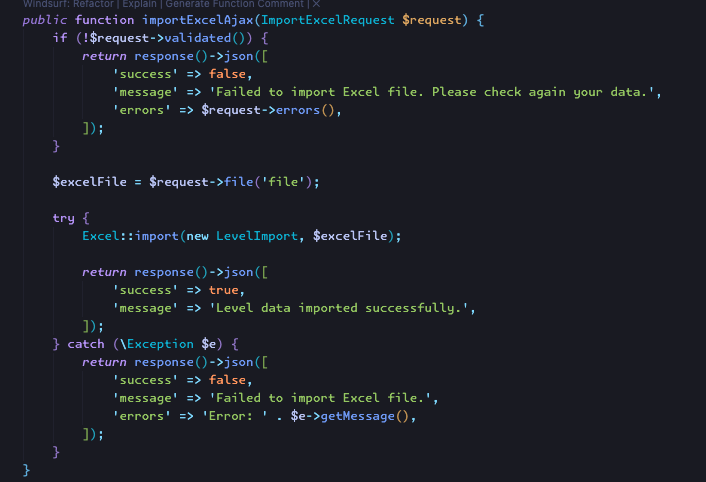 Windsurf: Refactor | Explain | Generate Function Comment | ×
public function importExcelAjax(ImportExcelRequest $request) {
    if (!$request->validated()) {
        return response()->json([
            'success' => false,
            'message' => 'Failed to import Excel file. Please check again your data.',
            'errors' => $request->errors(),
        ]);
    }

    $excelFile = $request->file('file');

    try {
        Excel::import(new LevelImport, $excelFile);

        return response()->json([
            'success' => true,
            'message' => 'Level data imported successfully.',
        ]);
    } catch (\Exception $e) {
        return response()->json([
            'success' => false,
            'message' => 'Failed to import Excel file.',
            'errors' => 'Error: ' . $e->getMessage(),
        ]);
    }
}